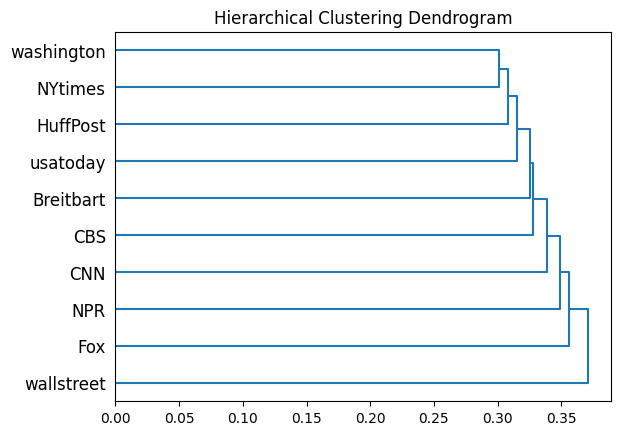 Hierarchical Clustering Dendrogram
washington
NYtimes
HuffPost
usatoday
Breitbart
CBS
CNN
NPR
Fox
wallstreet
0.00 0.05 0.10 0.15 0.20 0.25 0.30 0.35